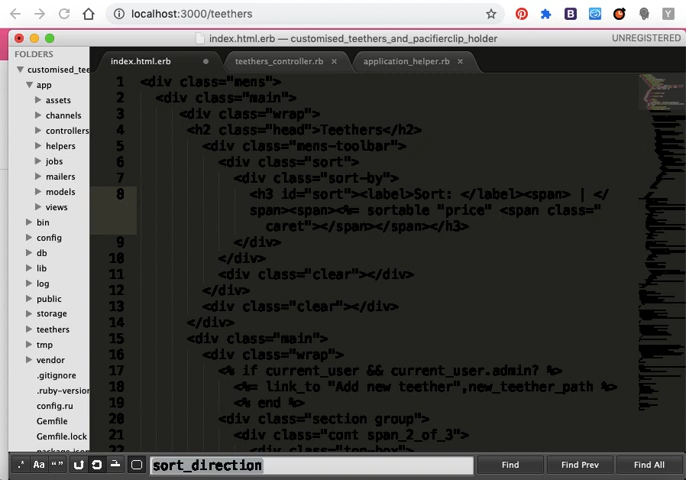 localhost:3000/teethers
index.html.erb — customised_teethers_and_pacifierclip_holder
UNREGISTERED
FOLDERS
customised_tee
app
assets
channels
controllers
helpers
jobs
mailers
models
views
bin
config
db
lib
log
public
storage
teethers
tmp
vendor
.gitignore
.ruby-version
config.ru
Gemfile
Gemfile.lock
index.html.erb
teethers_controller.rb
application_helper.rb
1 <div class="mens">
2 <div class="main">
3 <div class="wrap">
4 <h2 class="head">Teethers</h2>
5 <div class="mens-toolbar">
6 <div class="sort">
7 <div class="sort-by">
8 <h3 id="sort"><label>Sort: </label><span> | </
span><span><%= sortable "price" <span class="
caret"></span></span></h3>
9 </div>
10 </div>
11 <div class="clear"></div>
12 </div>
13 <div class="clear"></div>
14 </div>
15 <div class="main">
16 <div class="wrap">
17 <% if current_user && current_user.admin? %>
18 <%= link_to "Add new teether",new_teether_path %>
19 <% end %>
20 <div class="section group">
21 <div class="cont span_2_of_3">
22 <div class="top-box">
.* Aa “” sort_direction Find Find Prev Find All